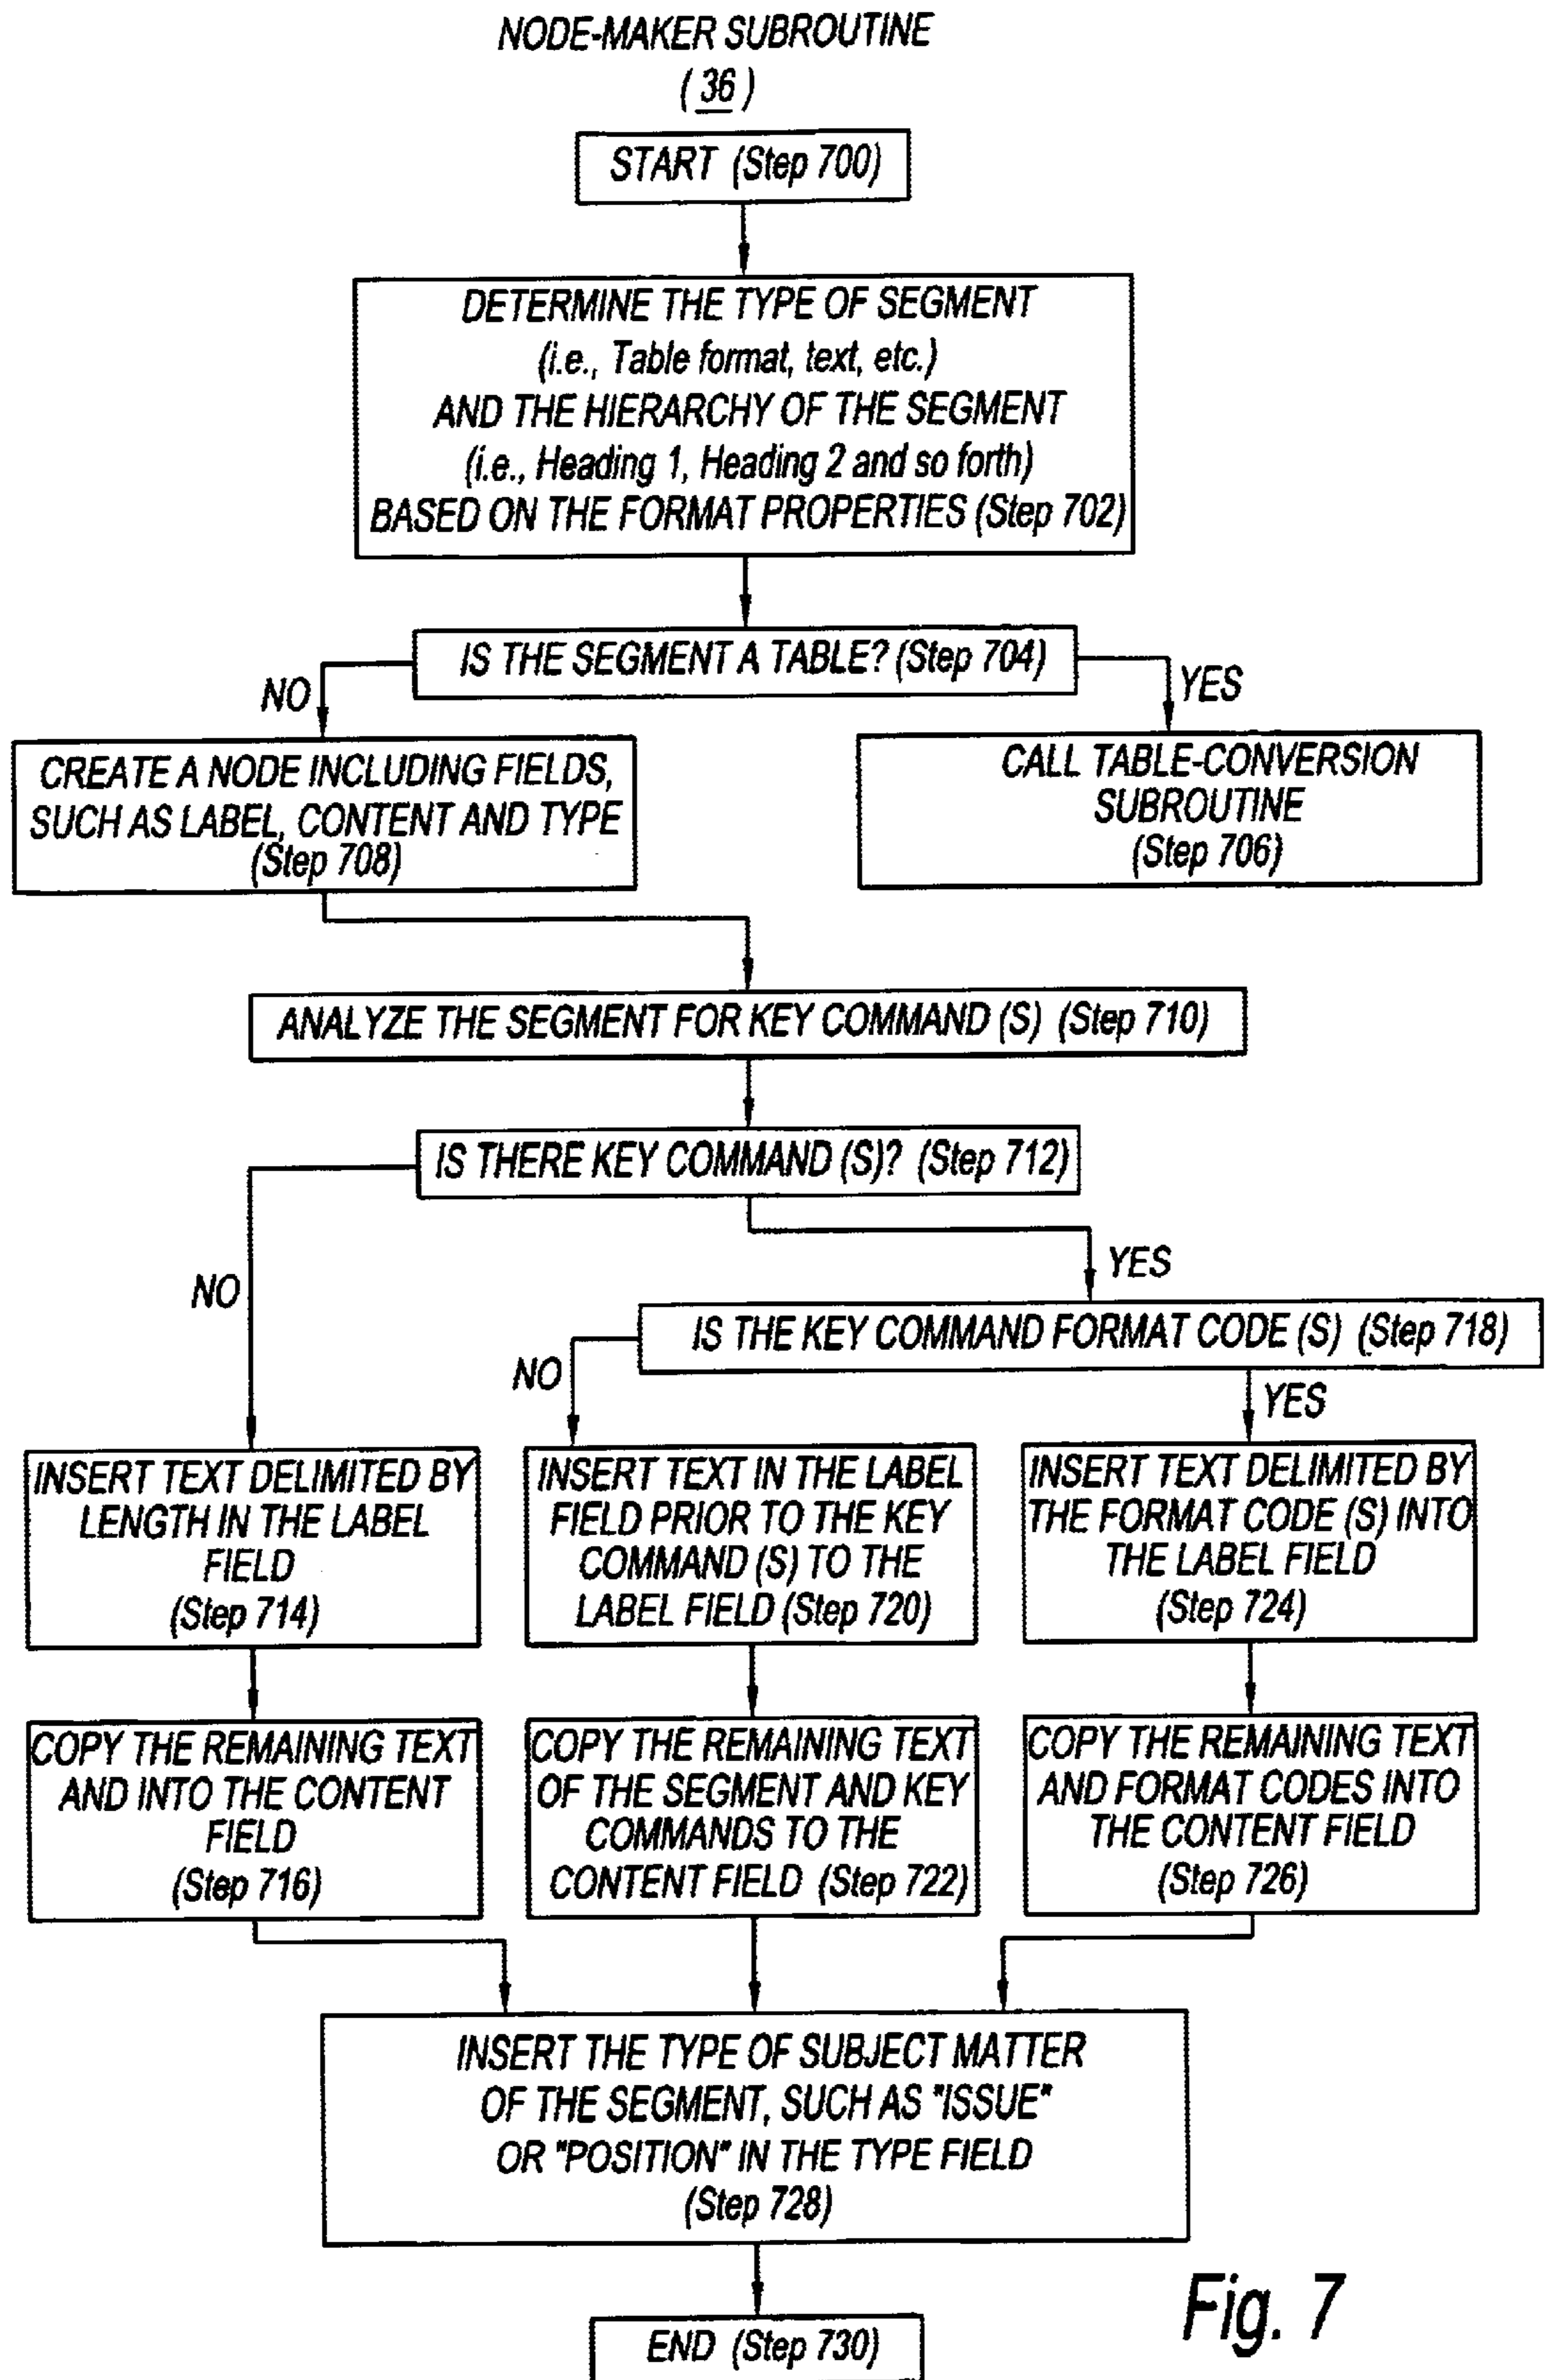 NODE-MAKER SUBROUTINE
(36)
START (Step 700)
DETERMINE THE TYPE OF SEGMENT
(i.e., Table format, text, etc.)
AND THE HIERARCHY OF THE SEGMENT
(i.e., Heading 1, Heading 2 and so forth)
BASED ON THE FORMAT PROPERTIES (Step 702)
IS THE SEGMENT A TABLE? (Step 704)
NO
YES
CREATE A NODE INCLUDING FIELDS,
SUCH AS LABEL, CONTENT AND TYPE
(Step 708)
CALL TABLE-CONVERSION
SUBROUTINE
(Step 706)
ANALYZE THE SEGMENT FOR KEY COMMAND (S) (Step 710)
IS THERE KEY COMMAND (S)? (Step 712)
NO
YES
IS THE KEY COMMAND FORMAT CODE (S) (Step 718)
NO
YES
INSERT TEXT DELIMITED BY
LENGTH IN THE LABEL
FIELD
(Step 714)
INSERT TEXT IN THE LABEL
FIELD PRIOR TO THE KEY
COMMAND (S) TO THE
LABEL FIELD (Step 720)
INSERT TEXT DELIMITED BY
THE FORMAT CODE (S) INTO
THE LABEL FIELD
(Step 724)
COPY THE REMAINING TEXT
AND INTO THE CONTENT
FIELD
(Step 716)
COPY THE REMAINING TEXT
OF THE SEGMENT AND KEY
COMMANDS TO THE
CONTENT FIELD (Step 722)
COPY THE REMAINING TEXT
AND FORMAT CODES INTO
THE CONTENT FIELD
(Step 726)
INSERT THE TYPE OF SUBJECT MATTER
OF THE SEGMENT, SUCH AS "ISSUE"
OR "POSITION" IN THE TYPE FIELD
(Step 728)
END (Step 730)
Fig. 7